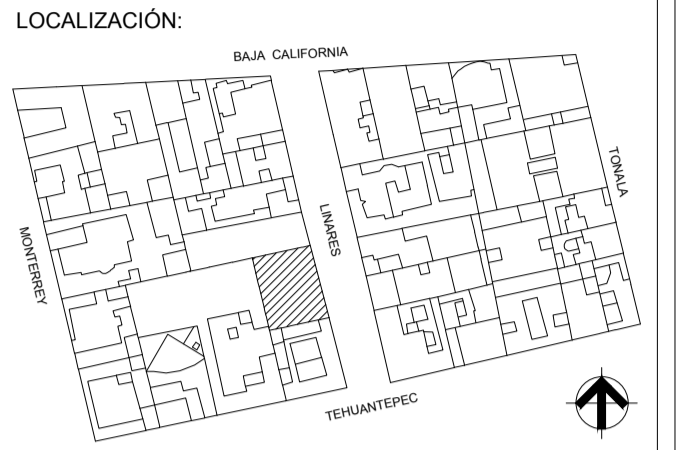 LOCALIZACIÓN:
BAJA CALIFORNIA
TONALA
LINARES
MONTERREY
TEHUANTEPEC